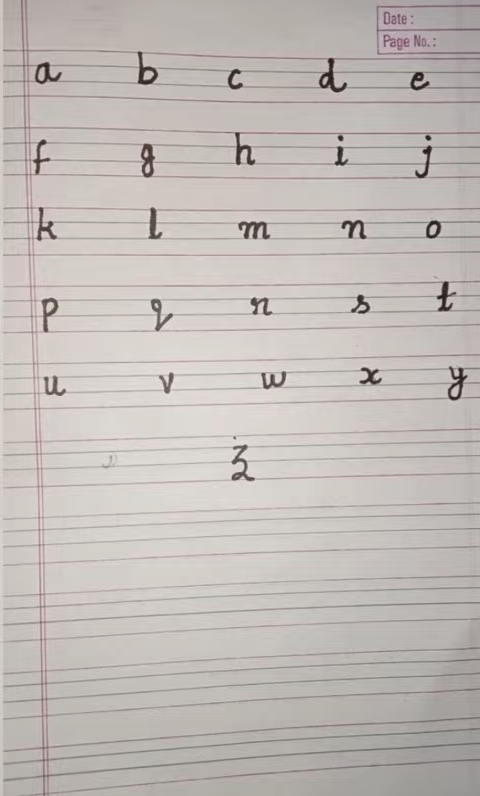 Date :
Page No. :
a b c d e
f g h i j
k l m n o
p q r s t
u v w x y
z